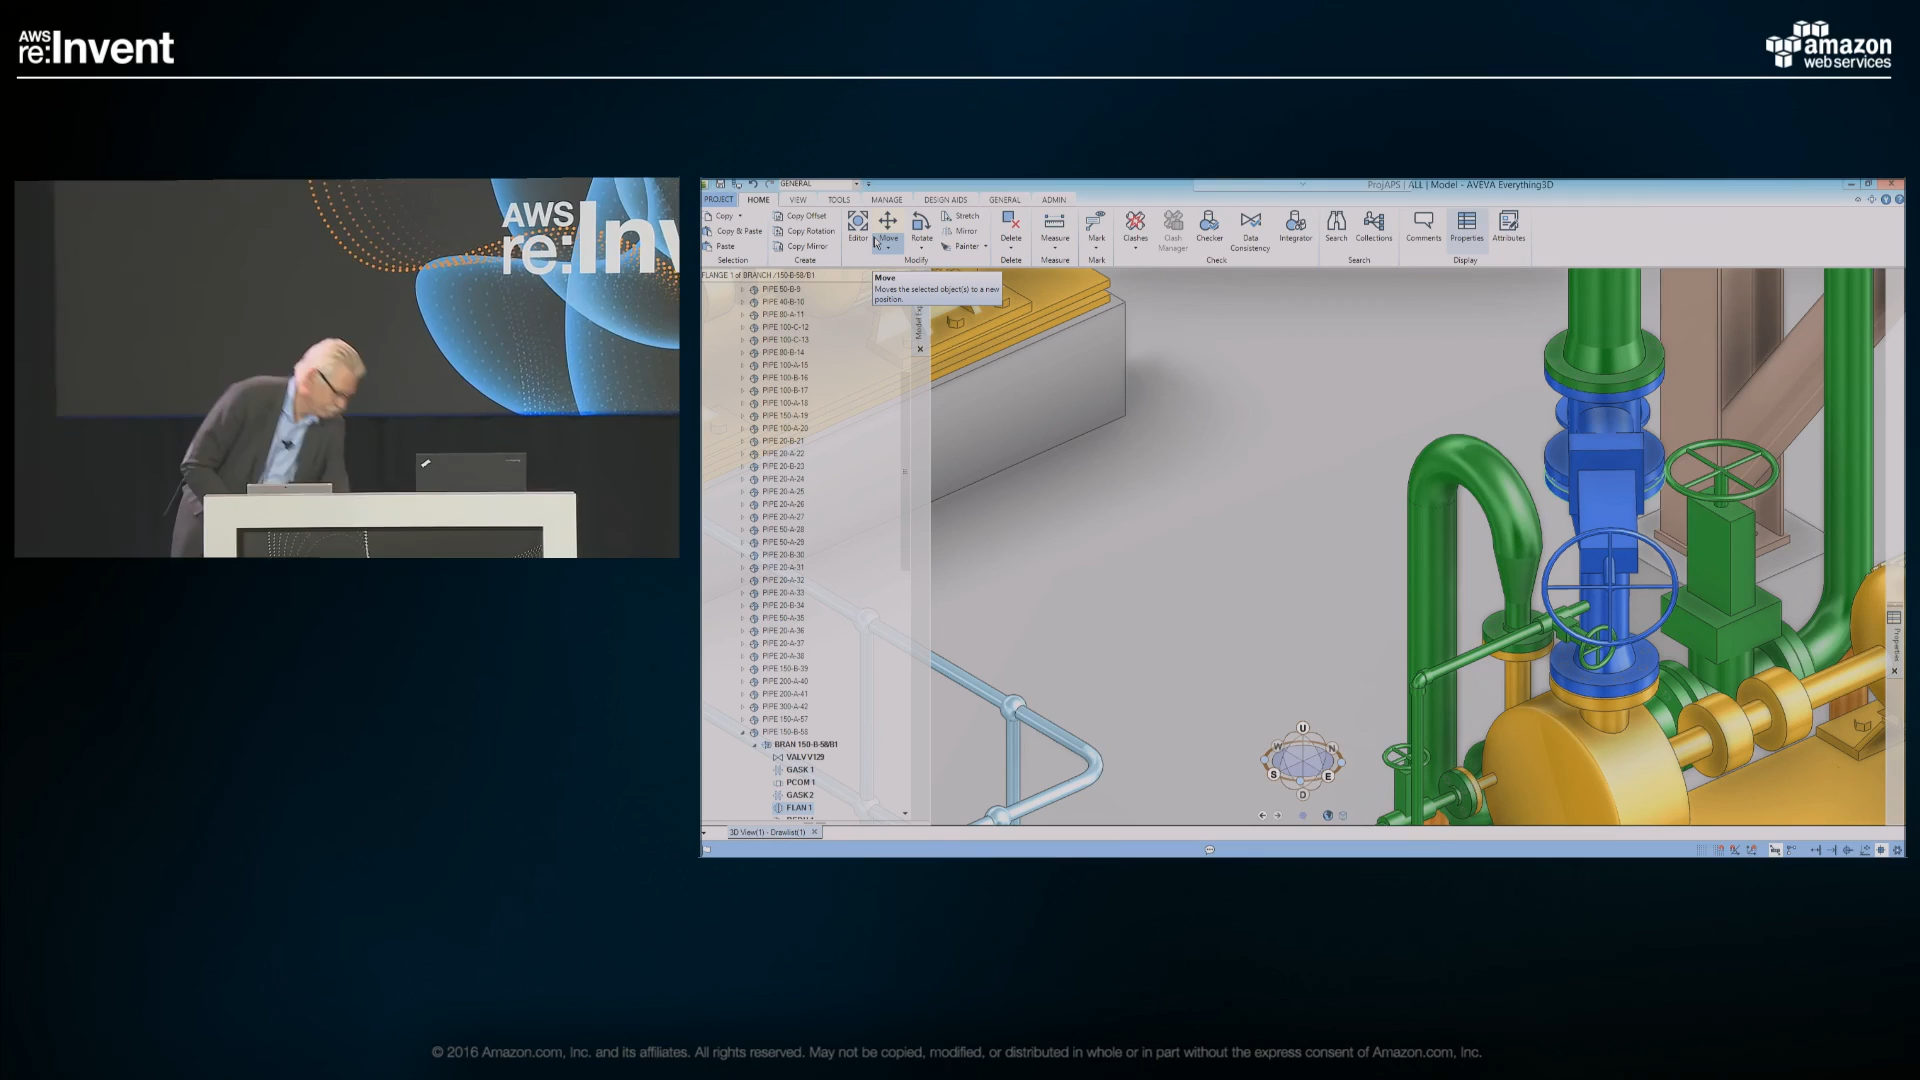 AWS
re:Invent
amazon
web services
AWS
re:Inv
GENERAL
ProjAPS | ALL | Model - AVEVA Everything3D
PROJECT HOME VIEW TOOLS MANAGE DESIGN AIDS GENERAL ADMIN
Copy
Copy & Paste
Paste
Selection
Copy Offset
Copy Rotation
Copy Mirror
Create
Editor
Move
Rotate
Stretch
Mirror
Painter
Modify
Delete
Delete
Measure
Measure
Mark
Mark
Clashes
Clash
Manager
Checker
Data
Consistency
Integrator
Check
Search
Collections
Search
Comments
Properties
Attributes
Display
FLANGE 1 of BRANCH /150-B-58/B1
Move
Moves the selected object(s) to a new
position.
PIPE 50-B-9
PIPE 40-B-10
PIPE 80-A-11
PIPE 100-C-12
PIPE 100-C-13
PIPE 80-B-14
PIPE 100-A-15
PIPE 100-B-16
PIPE 100-B-17
PIPE 100-A-18
PIPE 150-A-19
PIPE 100-A-20
PIPE 20-B-21
PIPE 20-A-22
PIPE 20-B-23
PIPE 20-A-24
PIPE 20-A-25
PIPE 20-A-26
PIPE 20-A-27
PIPE 50-A-28
PIPE 50-A-29
PIPE 20-B-30
PIPE 20-A-31
PIPE 20-A-32
PIPE 20-A-33
PIPE 20-B-34
PIPE 50-A-35
PIPE 20-A-36
PIPE 20-A-37
PIPE 20-A-38
PIPE 150-B-39
PIPE 200-A-40
PIPE 200-A-41
PIPE 300-A-42
PIPE 150-A-57
PIPE 150-B-58
BRAN 150-B-58/B1
VALV V129
GASK 1
PCOM 1
GASK 2
FLAN 1
Model Exp
Properties
U
W N
S E
D
3D View(1) - Drawlist(1)
© 2016 Amazon.com, Inc. and its affiliates. All rights reserved. May not be copied, modified, or distributed in whole or in part without the express consent of Amazon.com, Inc.